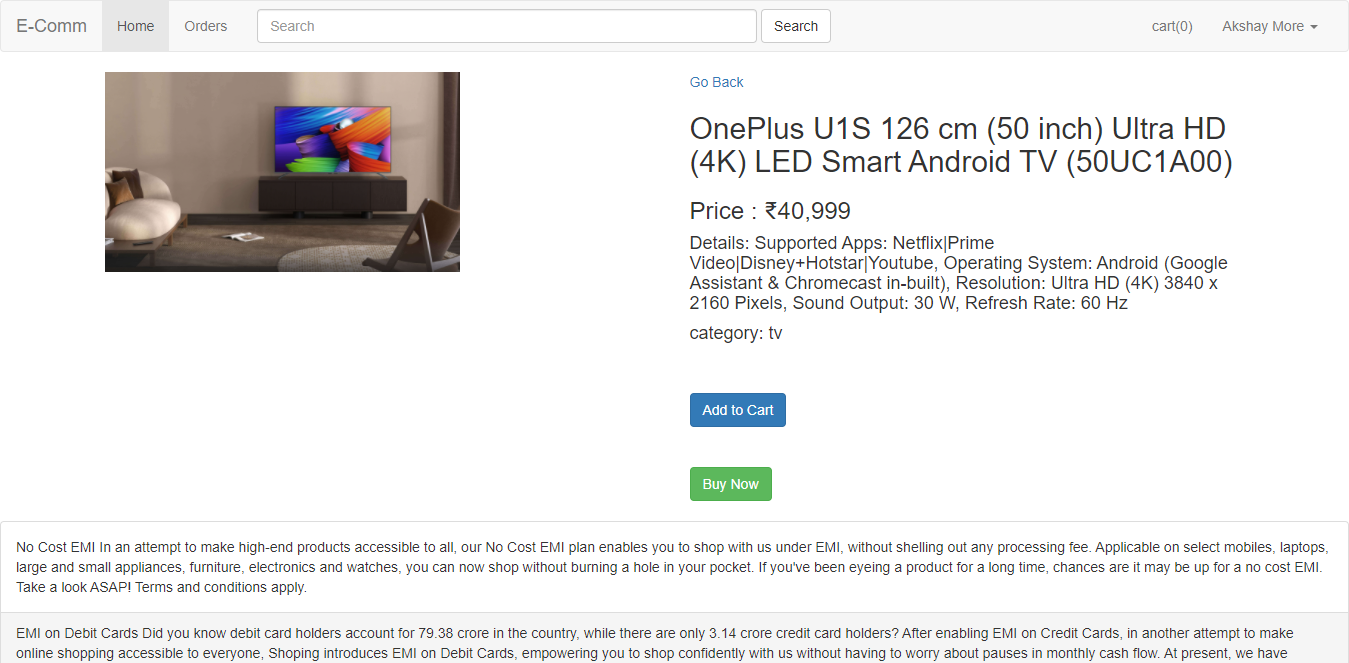 E-Comm Home Orders Search Search cart(0) Akshay More
Go Back
OnePlus U1S 126 cm (50 inch) Ultra HD
(4K) LED Smart Android TV (50UC1A00)
Price : ₹40,999
Details: Supported Apps: Netflix|Prime
Video|Disney+Hotstar|Youtube, Operating System: Android (Google
Assistant & Chromecast in-built), Resolution: Ultra HD (4K) 3840 x
2160 Pixels, Sound Output: 30 W, Refresh Rate: 60 Hz
category: tv
Add to Cart
Buy Now
No Cost EMI In an attempt to make high-end products accessible to all, our No Cost EMI plan enables you to shop with us under EMI, without shelling out any processing fee. Applicable on select mobiles, laptops,
large and small appliances, furniture, electronics and watches, you can now shop without burning a hole in your pocket. If you've been eyeing a product for a long time, chances are it may be up for a no cost EMI.
Take a look ASAP! Terms and conditions apply.
EMI on Debit Cards Did you know debit card holders account for 79.38 crore in the country, while there are only 3.14 crore credit card holders? After enabling EMI on Credit Cards, in another attempt to make
online shopping accessible to everyone, Shoping introduces EMI on Debit Cards, empowering you to shop confidently with us without having to worry about pauses in monthly cash flow. At present, we have